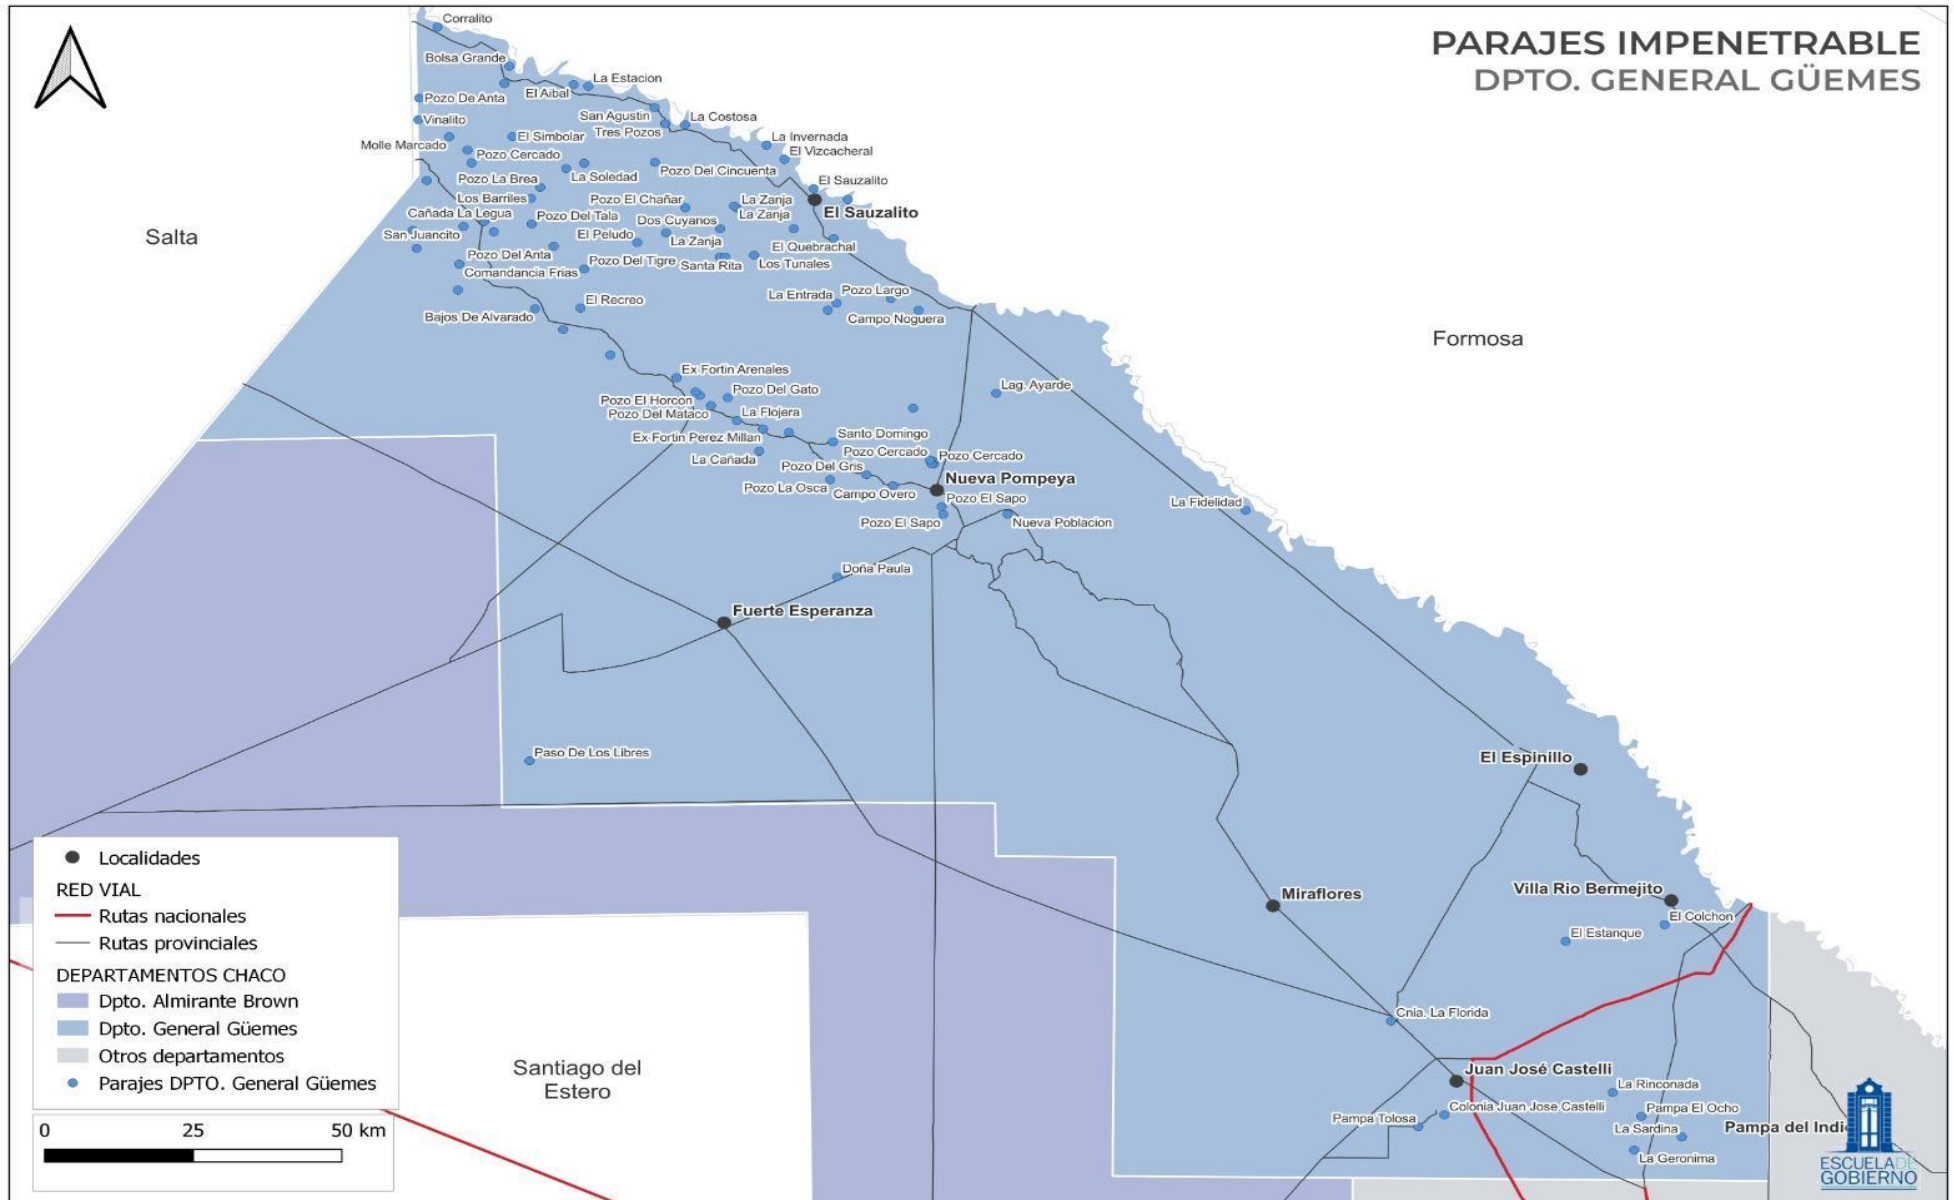 PARAJES IMPENETRABLE
DPTO. GENERAL GÜEMES
Corralito
Bolsa Grande
La Estacion
El Aibal
Pozo De Anta
San Agustin
La Costosa
Vinalito
Tres Pozos
El Simbolar
La Invernada
Molle Marcado
El Vizcacheral
Pozo Cercado
Pozo Del Cincuenta
La Soledad
Pozo La Brea
El Sauzalito
Los Barriles
Pozo El Chañar
La Zanja
El Sauzalito
Cañada La Legua
Pozo Del Tala
Dos Cuyanos
La Zanja
San Juancito
El Peludo
La Zanja
El Quebrachal
Pozo Del Anta
Pozo Del Tigre
Santa Rita
Los Tunales
Comandancia Frias
El Recreo
La Entrada
Pozo Largo
Bajos De Alvarado
Campo Noguera
Salta
Formosa
Ex Fortin Arenales
Lag. Ayarde
Pozo Del Gato
Pozo El Horcon
Pozo Del Mataco
La Flojera
Ex Fortin Perez Millan
Santo Domingo
La Cañada
Pozo Cercado
Pozo Cercado
Pozo Del Gris
Nueva Pompeya
Pozo La Osca
Campo Overo
Pozo El Sapo
La Fidelidad
Pozo El Sapo
Nueva Poblacion
Doña Paula
Fuerte Esperanza
Paso De Los Libres
El Espinillo
Miraflores
Villa Rio Bermejito
El Colchon
El Estanque
Cnia. La Florida
Juan José Castelli
La Rinconada
Colonia Juan Jose Castelli
Pampa El Ocho
Pampa Tolosa
La Sardina
Pampa del Indi
La Geronima
Santiago del
Estero
Localidades
RED VIAL
Rutas nacionales
Rutas provinciales
DEPARTAMENTOS CHACO
Dpto. Almirante Brown
Dpto. General Güemes
Otros departamentos
Parajes DPTO. General Güemes
0 25 50 km
ESCUELA DE
GOBIERNO